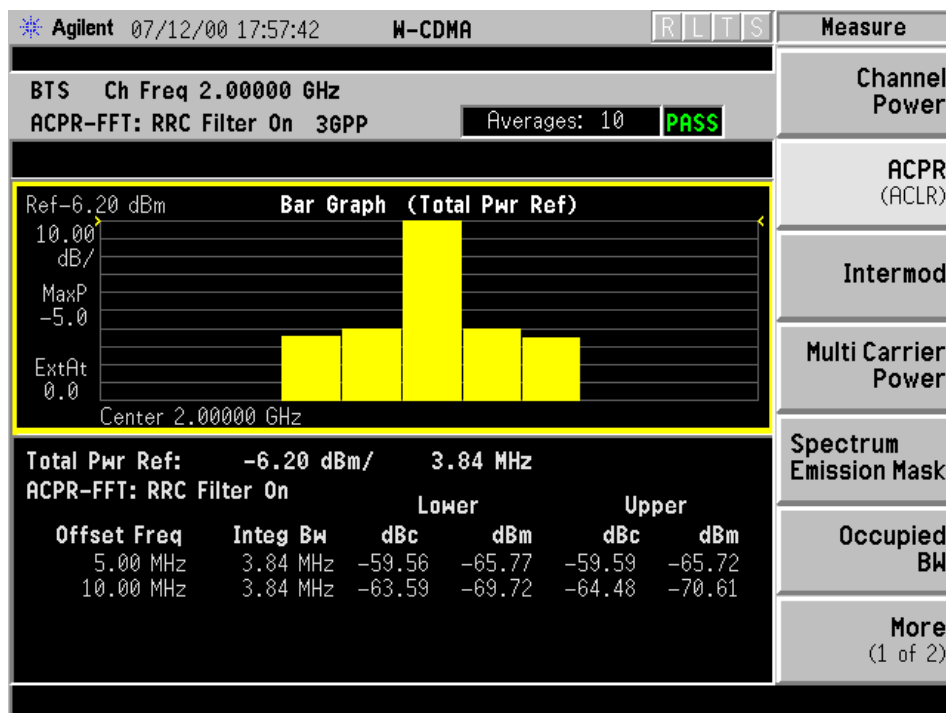 Agilent 07/12/00 17:57:42 W-CDMA R L T S
Measure
BTS Ch Freq 2.00000 GHz
ACPR-FFT: RRC Filter On 3GPP Averages: 10 PASS
Ref-6.20 dBm Bar Graph (Total Pwr Ref)
10.00
dB/
MaxP
-5.0
ExtAt
0.0
Center 2.00000 GHz
Total Pwr Ref: -6.20 dBm/ 3.84 MHz
ACPR-FFT: RRC Filter On
Lower Upper
Offset Freq Integ Bw dBc dBm dBc dBm
5.00 MHz 3.84 MHz -59.56 -65.77 -59.59 -65.72
10.00 MHz 3.84 MHz -63.59 -69.72 -64.48 -70.61
Channel
Power
ACPR
(ACLR)
Intermod
Multi Carrier
Power
Spectrum
Emission Mask
Occupied
BW
More
(1 of 2)